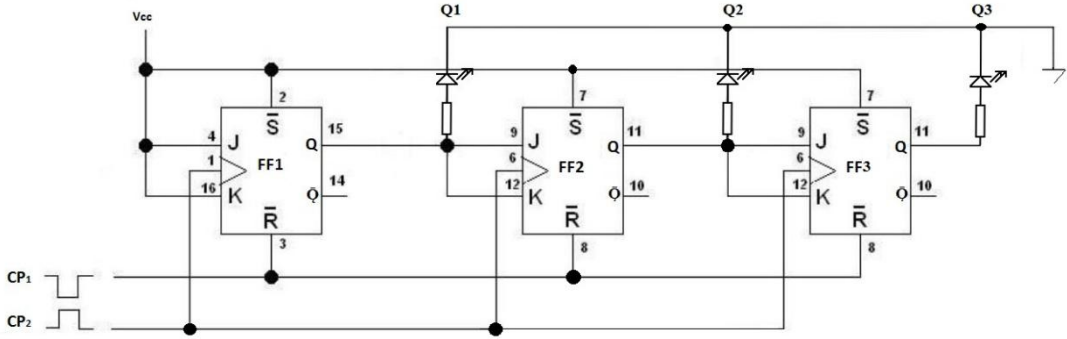 Vcc
Q1
Q2
Q3
2
S̅
4
J
15
Q
1
FF1
16
K
14
Q̅
R̅
3
7
S̅
9
J
11
Q
6
FF2
12
K
10
Q̅
R̅
8
7
S̅
9
J
11
Q
6
FF3
12
K
10
Q̅
R̅
8
CP₁
CP₂